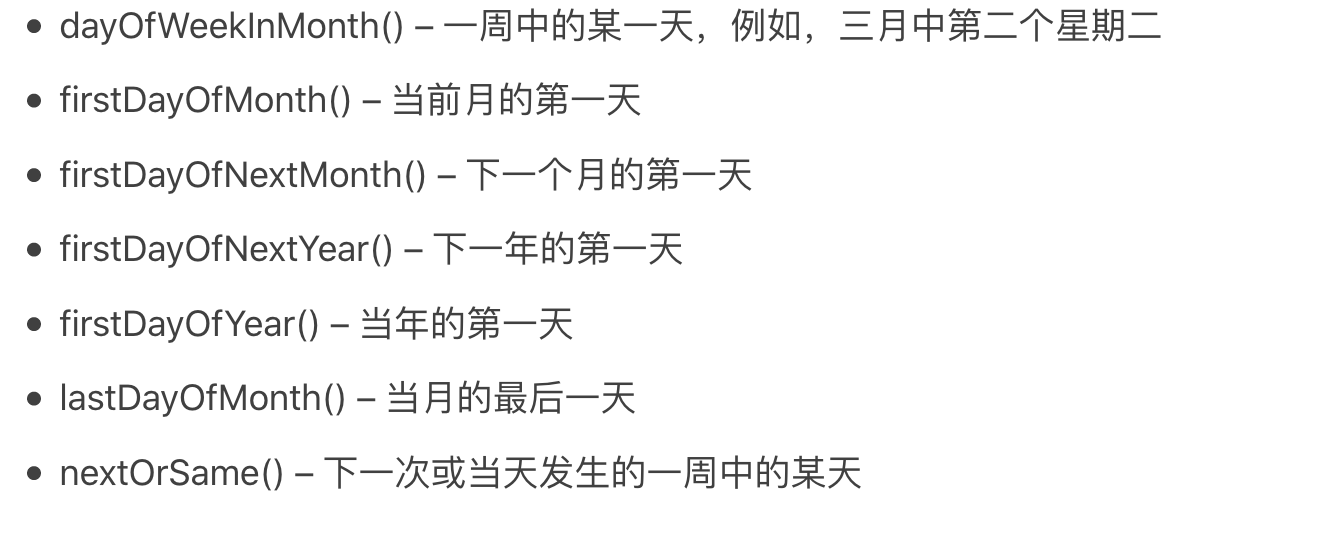 • dayOfWeekInMonth() – 一周中的某一天，例如，三月中第二个星期二
• firstDayOfMonth() – 当前月的第一天
• firstDayOfNextMonth() – 下一个月的第一天
• firstDayOfNextYear() – 下一年的第一天
• firstDayOfYear() – 当年的第一天
• lastDayOfMonth() – 当月的最后一天
• nextOrSame() – 下一次或当天发生的一周中的某天